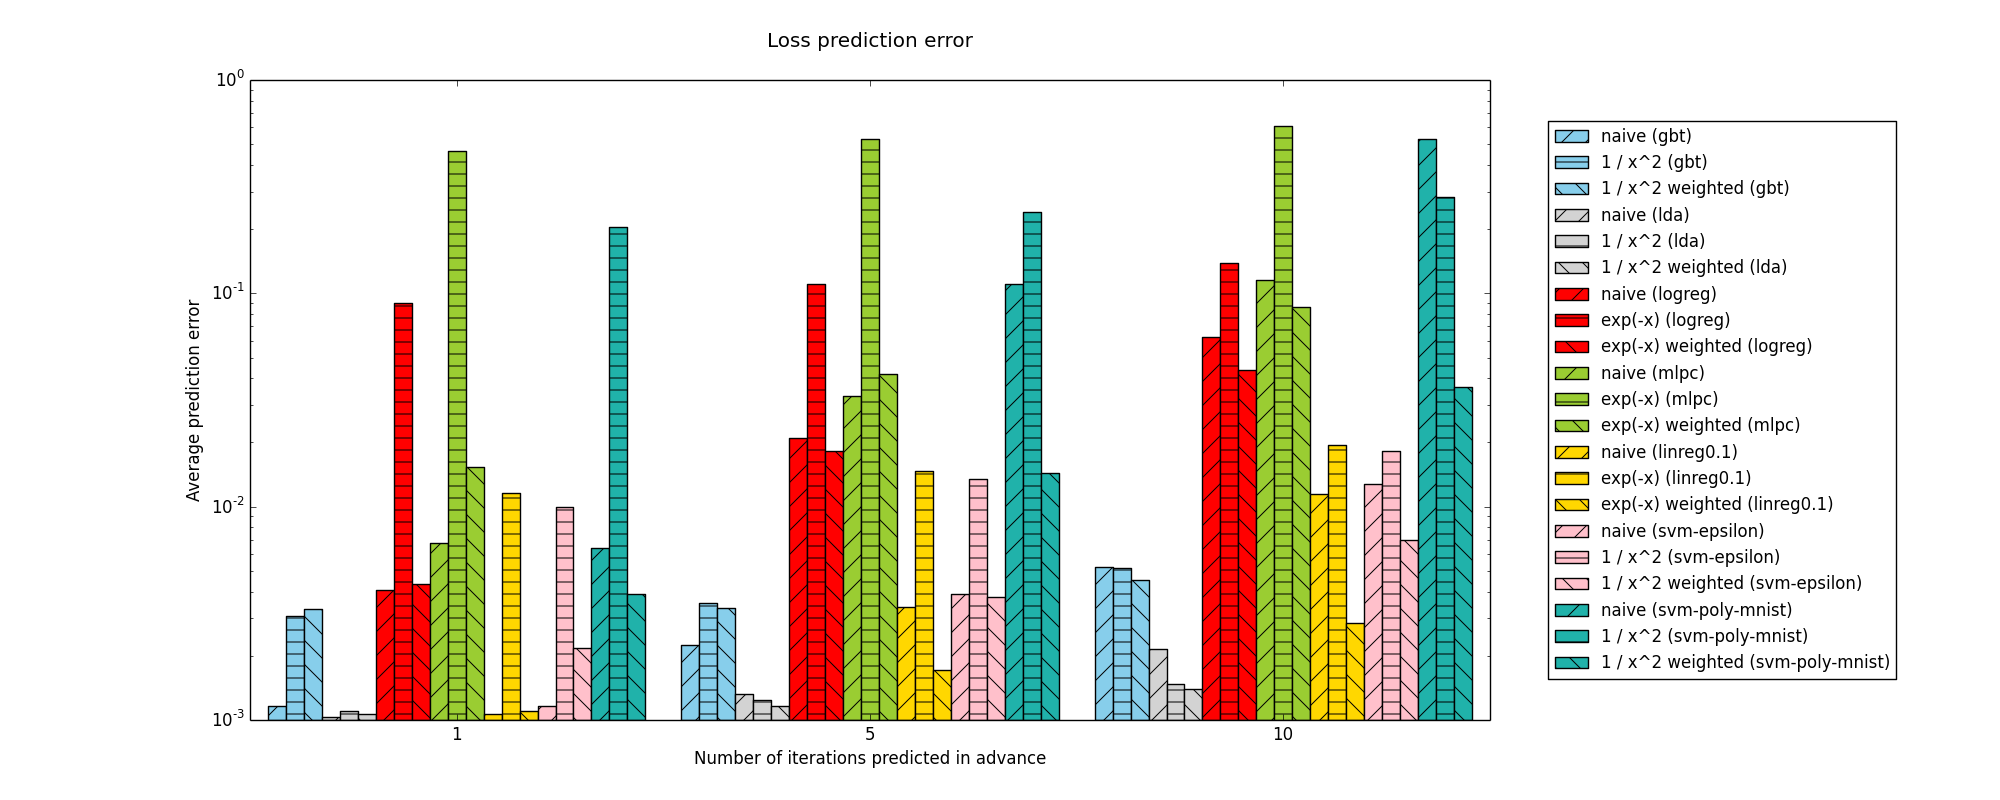 Loss prediction error
10^0
10^-1
10^-2
10^-3
Average prediction error
1
5
10
Number of iterations predicted in advance
naive (gbt)
1 / x^2 (gbt)
1 / x^2 weighted (gbt)
naive (lda)
1 / x^2 (lda)
1 / x^2 weighted (lda)
naive (logreg)
exp(-x) (logreg)
exp(-x) weighted (logreg)
naive (mlpc)
exp(-x) (mlpc)
exp(-x) weighted (mlpc)
naive (linreg0.1)
exp(-x) (linreg0.1)
exp(-x) weighted (linreg0.1)
naive (svm-epsilon)
1 / x^2 (svm-epsilon)
1 / x^2 weighted (svm-epsilon)
naive (svm-poly-mnist)
1 / x^2 (svm-poly-mnist)
1 / x^2 weighted (svm-poly-mnist)